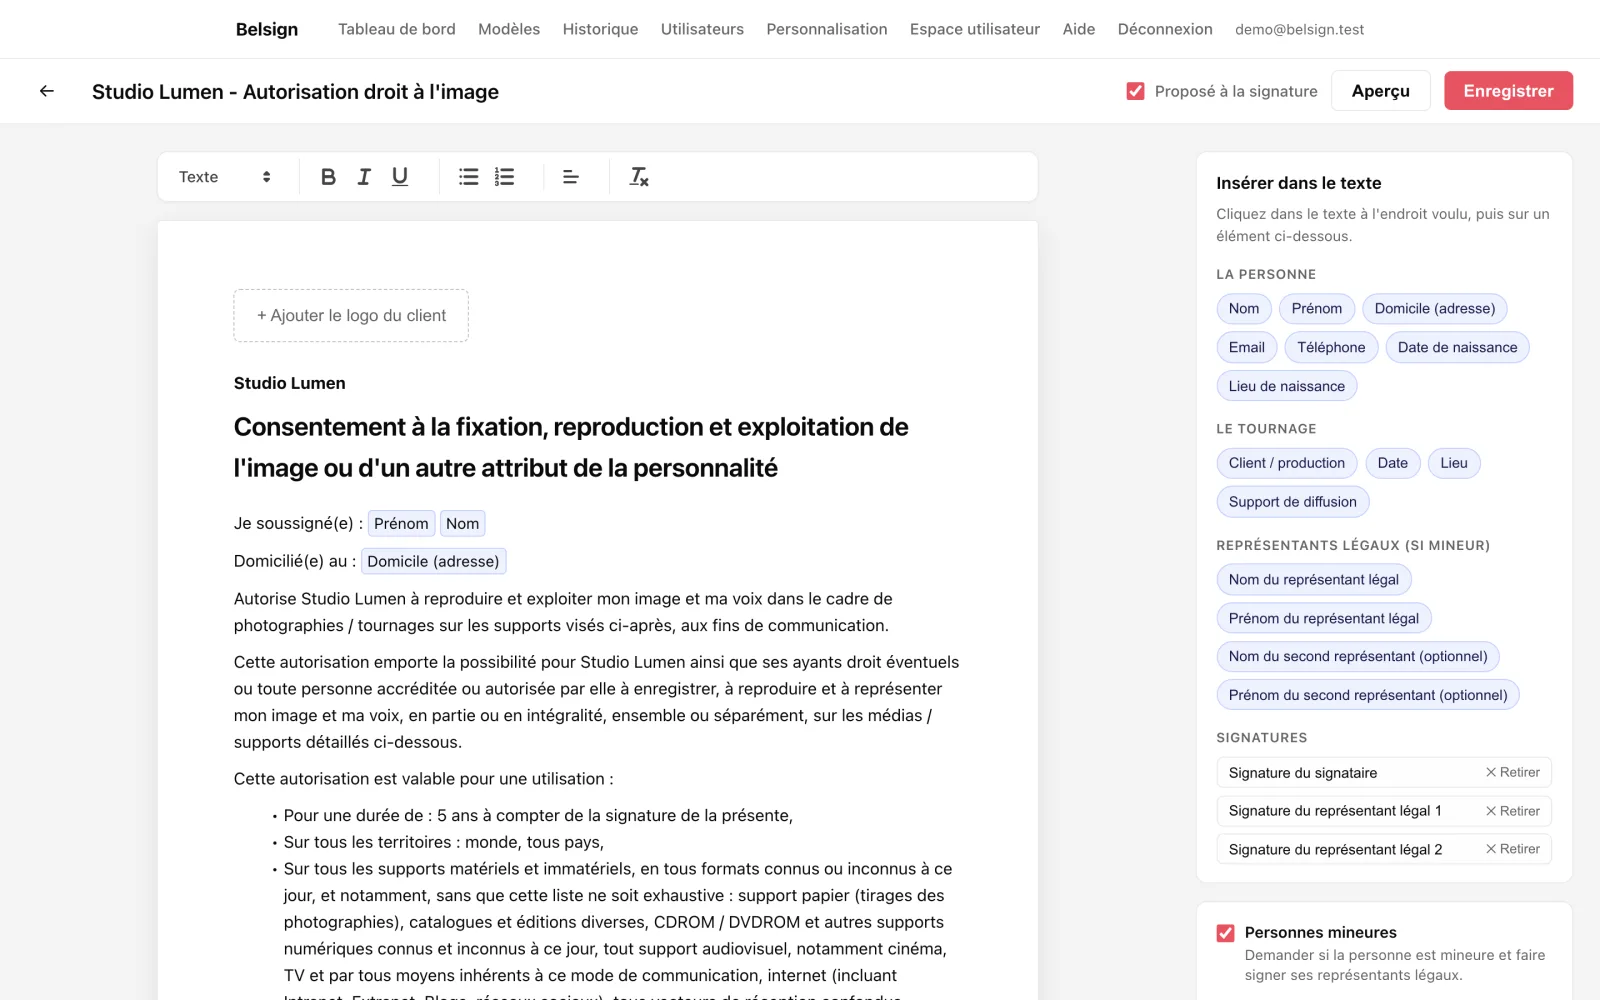 Belsign Tableau de bord Modèles Historique Utilisateurs Personnalisation Espace utilisateur Aide Déconnexion demo@belsign.test
← Studio Lumen - Autorisation droit à l'image
Proposé à la signature Aperçu Enregistrer
Texte
+ Ajouter le logo du client
Studio Lumen
Consentement à la fixation, reproduction et exploitation de
l'image ou d'un autre attribut de la personnalité
Je soussigné(e) : Prénom Nom
Domicilié(e) au : Domicile (adresse)
Autorise Studio Lumen à reproduire et exploiter mon image et ma voix dans le cadre de
photographies / tournages sur les supports visés ci-après, aux fins de communication.
Cette autorisation emporte la possibilité pour Studio Lumen ainsi que ses ayants droit éventuels
ou toute personne accréditée ou autorisée par elle à enregistrer, à reproduire et à représenter
mon image et ma voix, en partie ou en intégralité, ensemble ou séparément, sur les médias /
supports détaillés ci-dessous.
Cette autorisation est valable pour une utilisation :
• Pour une durée de : 5 ans à compter de la signature de la présente,
• Sur tous les territoires : monde, tous pays,
• Sur tous les supports matériels et immatériels, en tous formats connus ou inconnus à ce
jour, et notamment, sans que cette liste ne soit exhaustive : support papier (tirages des
photographies), catalogues et éditions diverses, CDROM / DVDROM et autres supports
numériques connus et inconnus à ce jour, tout support audiovisuel, notamment cinéma,
TV et par tous moyens inhérents à ce mode de communication, internet (incluant
Intranet, Extranet, Blogs, réseaux sociaux), tous vecteurs de réception confondus
Insérer dans le texte
Cliquez dans le texte à l'endroit voulu, puis sur un
élément ci-dessous.
LA PERSONNE
Nom Prénom Domicile (adresse)
Email Téléphone Date de naissance
Lieu de naissance
LE TOURNAGE
Client / production Date Lieu
Support de diffusion
REPRÉSENTANTS LÉGAUX (SI MINEUR)
Nom du représentant légal
Prénom du représentant légal
Nom du second représentant (optionnel)
Prénom du second représentant (optionnel)
SIGNATURES
Signature du signataire × Retirer
Signature du représentant légal 1 × Retirer
Signature du représentant légal 2 × Retirer
Personnes mineures
Demander si la personne est mineure et faire
signer ses représentants légaux.